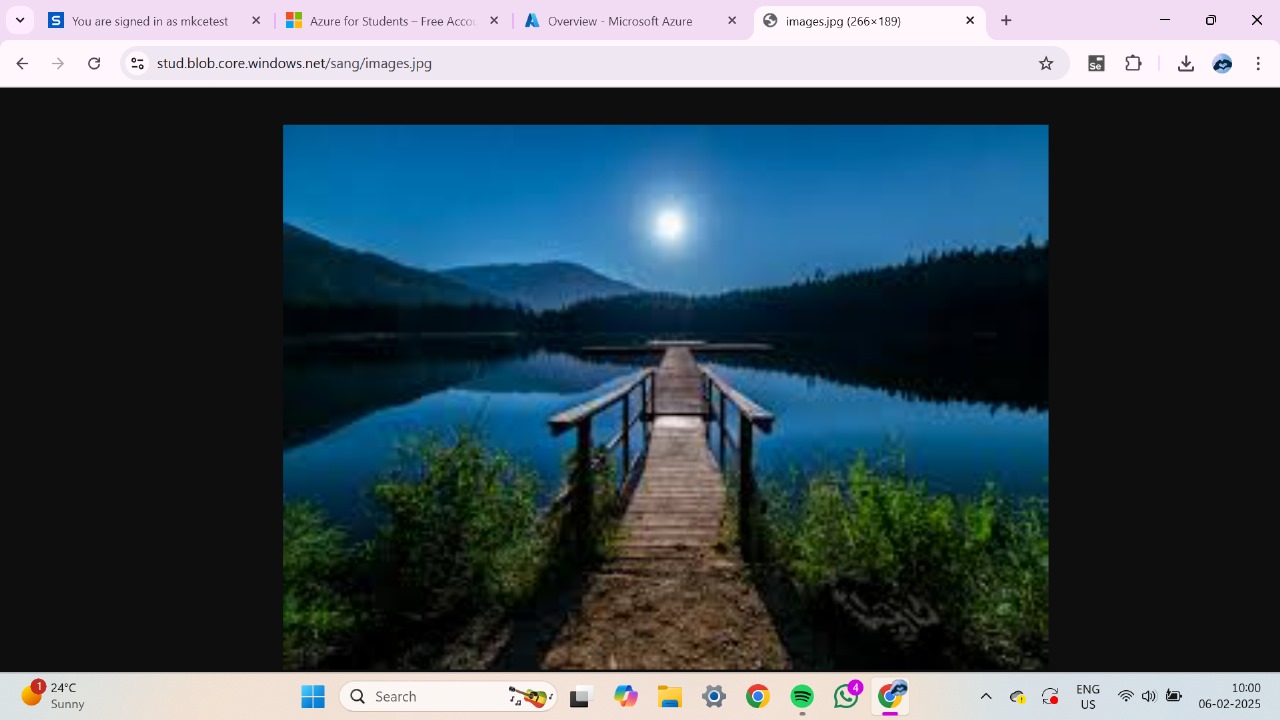 You are signed in as mkcetest
Azure for Students – Free Accou
Overview - Microsoft Azure
images.jpg (266×189)
stud.blob.core.windows.net/sang/images.jpg
Se
1
24°C
Sunny
Search
4
ENG
US
10:00
06-02-2025